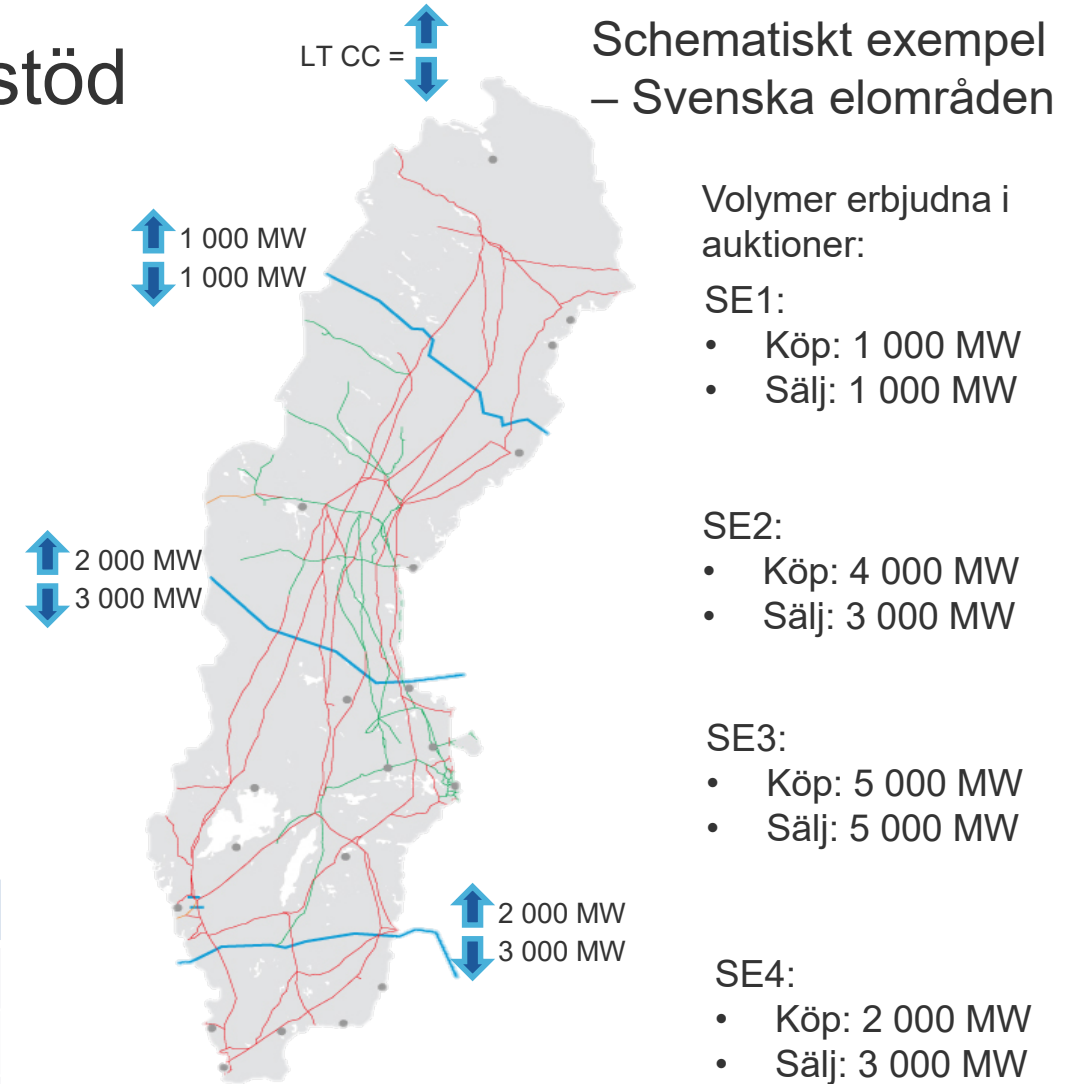 stöd
LT CC =
Schematiskt exempel
– Svenska elområden
1 000 MW
1 000 MW
2 000 MW
3 000 MW
2 000 MW
3 000 MW
Volymer erbjudna i
auktioner:
SE1:
• Köp: 1 000 MW
• Sälj: 1 000 MW
SE2:
• Köp: 4 000 MW
• Sälj: 3 000 MW
SE3:
• Köp: 5 000 MW
• Sälj: 5 000 MW
SE4:
• Köp: 2 000 MW
• Sälj: 3 000 MW